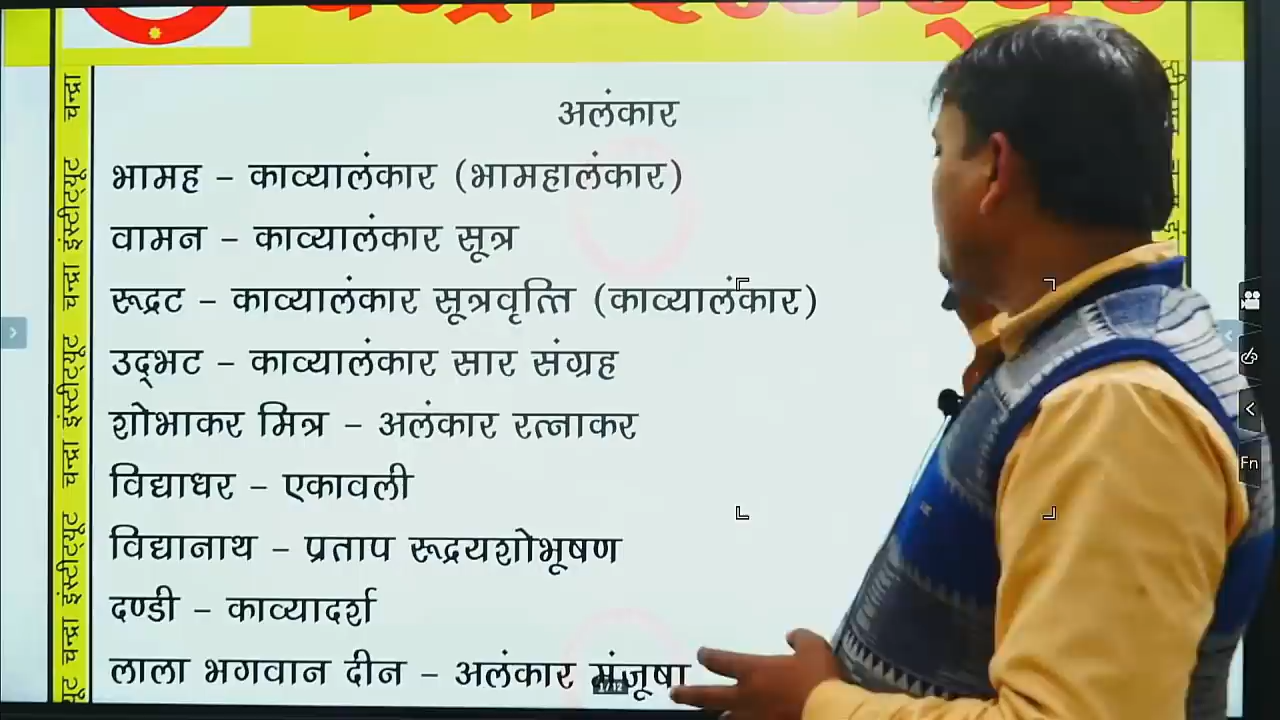 अलंकार
भामह – काव्यालंकार (भामहालंकार)
वामन – काव्यालंकार सूत्र
रूद्रट – काव्यालंकार सूत्रवृत्ति (काव्यालंकार)
उद्‌भट – काव्यालंकार सार संग्रह
शोभाकर मित्र – अलंकार रत्नाकर
विद्याधर – एकावली
विद्यानाथ – प्रताप रूद्रयशोभूषण
दण्डी – काव्यादर्श
लाला भगवान दीन – अलंकार मंजूषा
चन्द्रा इंस्टीट्यूट चन्द्रा इंस्टीट्यूट चन्द्रा इंस्टीट्यूट चन्द्रा
Fn